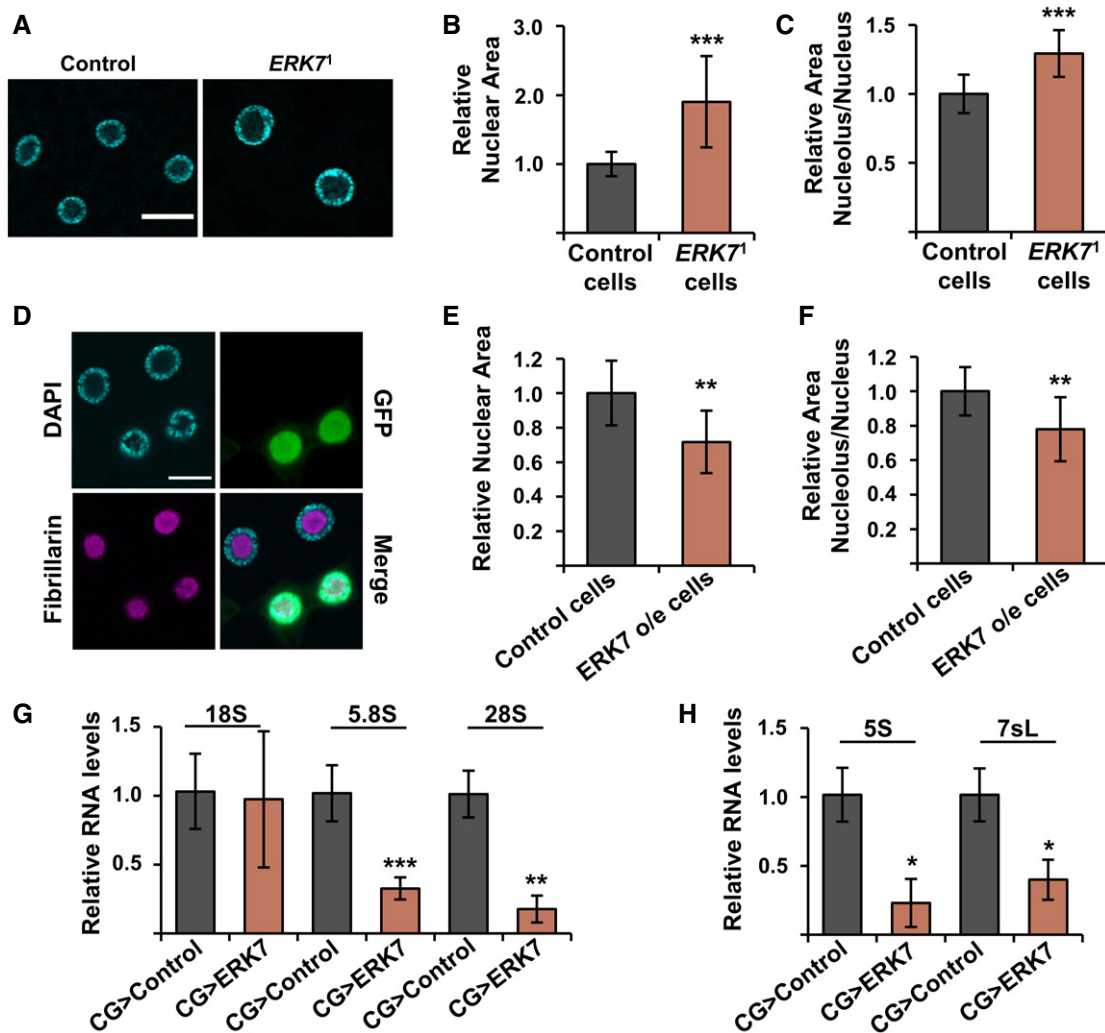 A
Control
ERK7¹
B
Relative
Nuclear Area
3.0
2.0
1.0
***
Control
cells
ERK7¹
cells
C
Relative Area
Nucleolus/Nucleus
1.5
1.0
0.5
***
Control
cells
ERK7¹
cells
D
DAPI
GFP
Fibrillarin
Merge
E
Relative Nuclear Area
1.2
1.0
0.8
0.6
0.4
0.2
**
Control cells
ERK7 o/e cells
F
Relative Area
Nucleolus/Nucleus
1.2
1.0
0.8
0.6
0.4
0.2
**
Control cells
ERK7 o/e cells
G
Relative RNA levels
1.5
1.0
0.5
18S
5.8S
28S
***
**
CG>Control
CG>ERK7
CG>Control
CG>ERK7
CG>Control
CG>ERK7
H
Relative RNA levels
1.5
1.0
0.5
5S
7sL
*
*
CG>Control
CG>ERK7
CG>Control
CG>ERK7